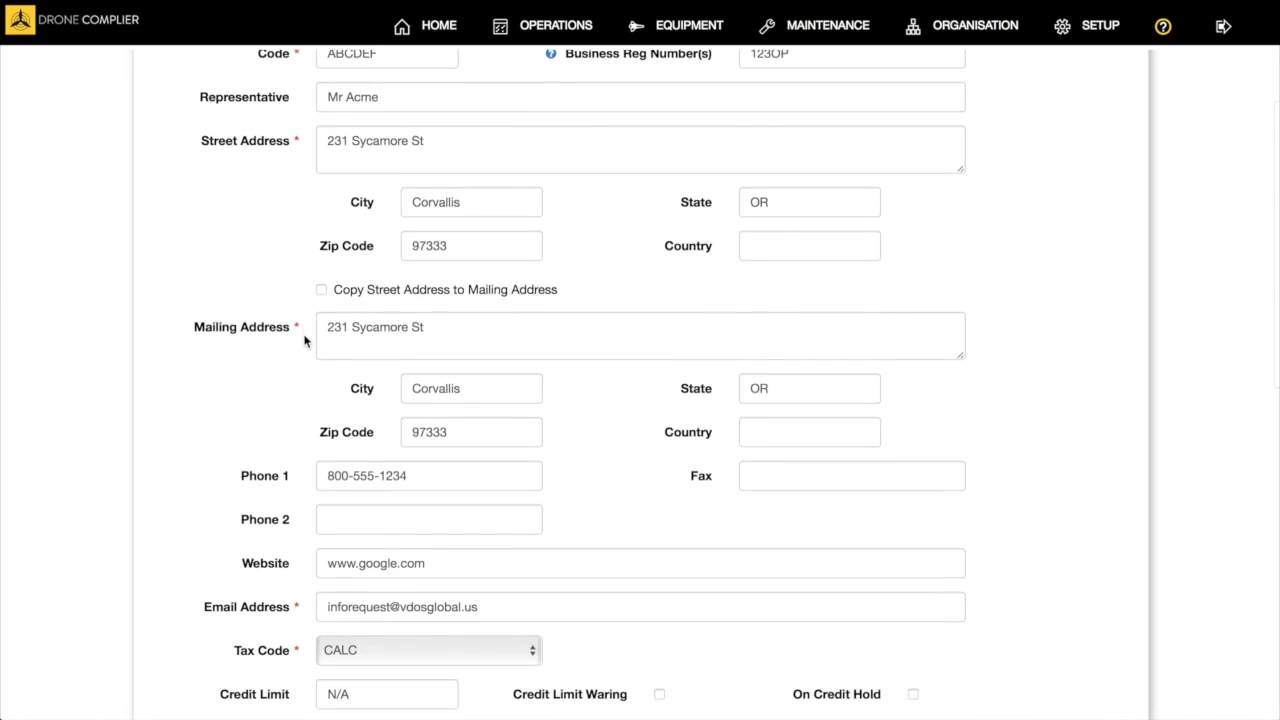 DRONE COMPLIER HOME OPERATIONS EQUIPMENT MAINTENANCE ORGANISATION SETUP ?
Code * ABCDEF ? Business Reg Number(s) 123OP
Representative Mr Acme
Street Address * 231 Sycamore St
City Corvallis State OR
Zip Code 97333 Country
Copy Street Address to Mailing Address
Mailing Address * 231 Sycamore St
City Corvallis State OR
Zip Code 97333 Country
Phone 1 800-555-1234 Fax
Phone 2
Website www.google.com
Email Address * inforequest@vdosglobal.us
Tax Code * CALC
Credit Limit N/A Credit Limit Waring On Credit Hold